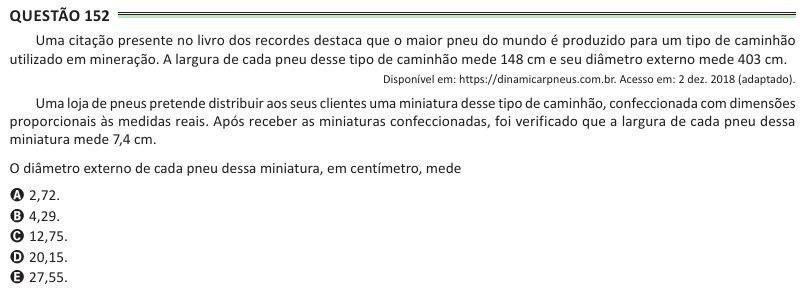 QUESTÃO 152
Uma citação presente no livro dos recordes destaca que o maior pneu do mundo é produzido para um tipo de caminhão
utilizado em mineração. A largura de cada pneu desse tipo de caminhão mede 148 cm e seu diâmetro externo mede 403 cm.
Disponível em: https://dinamicarpneus.com.br. Acesso em: 2 dez. 2018 (adaptado).
Uma loja de pneus pretende distribuir aos seus clientes uma miniatura desse tipo de caminhão, confeccionada com dimensões
proporcionais às medidas reais. Após receber as miniaturas confeccionadas, foi verificado que a largura de cada pneu dessa
miniatura mede 7,4 cm.
O diâmetro externo de cada pneu dessa miniatura, em centímetro, mede
A 2,72.
B 4,29.
C 12,75.
D 20,15.
E 27,55.